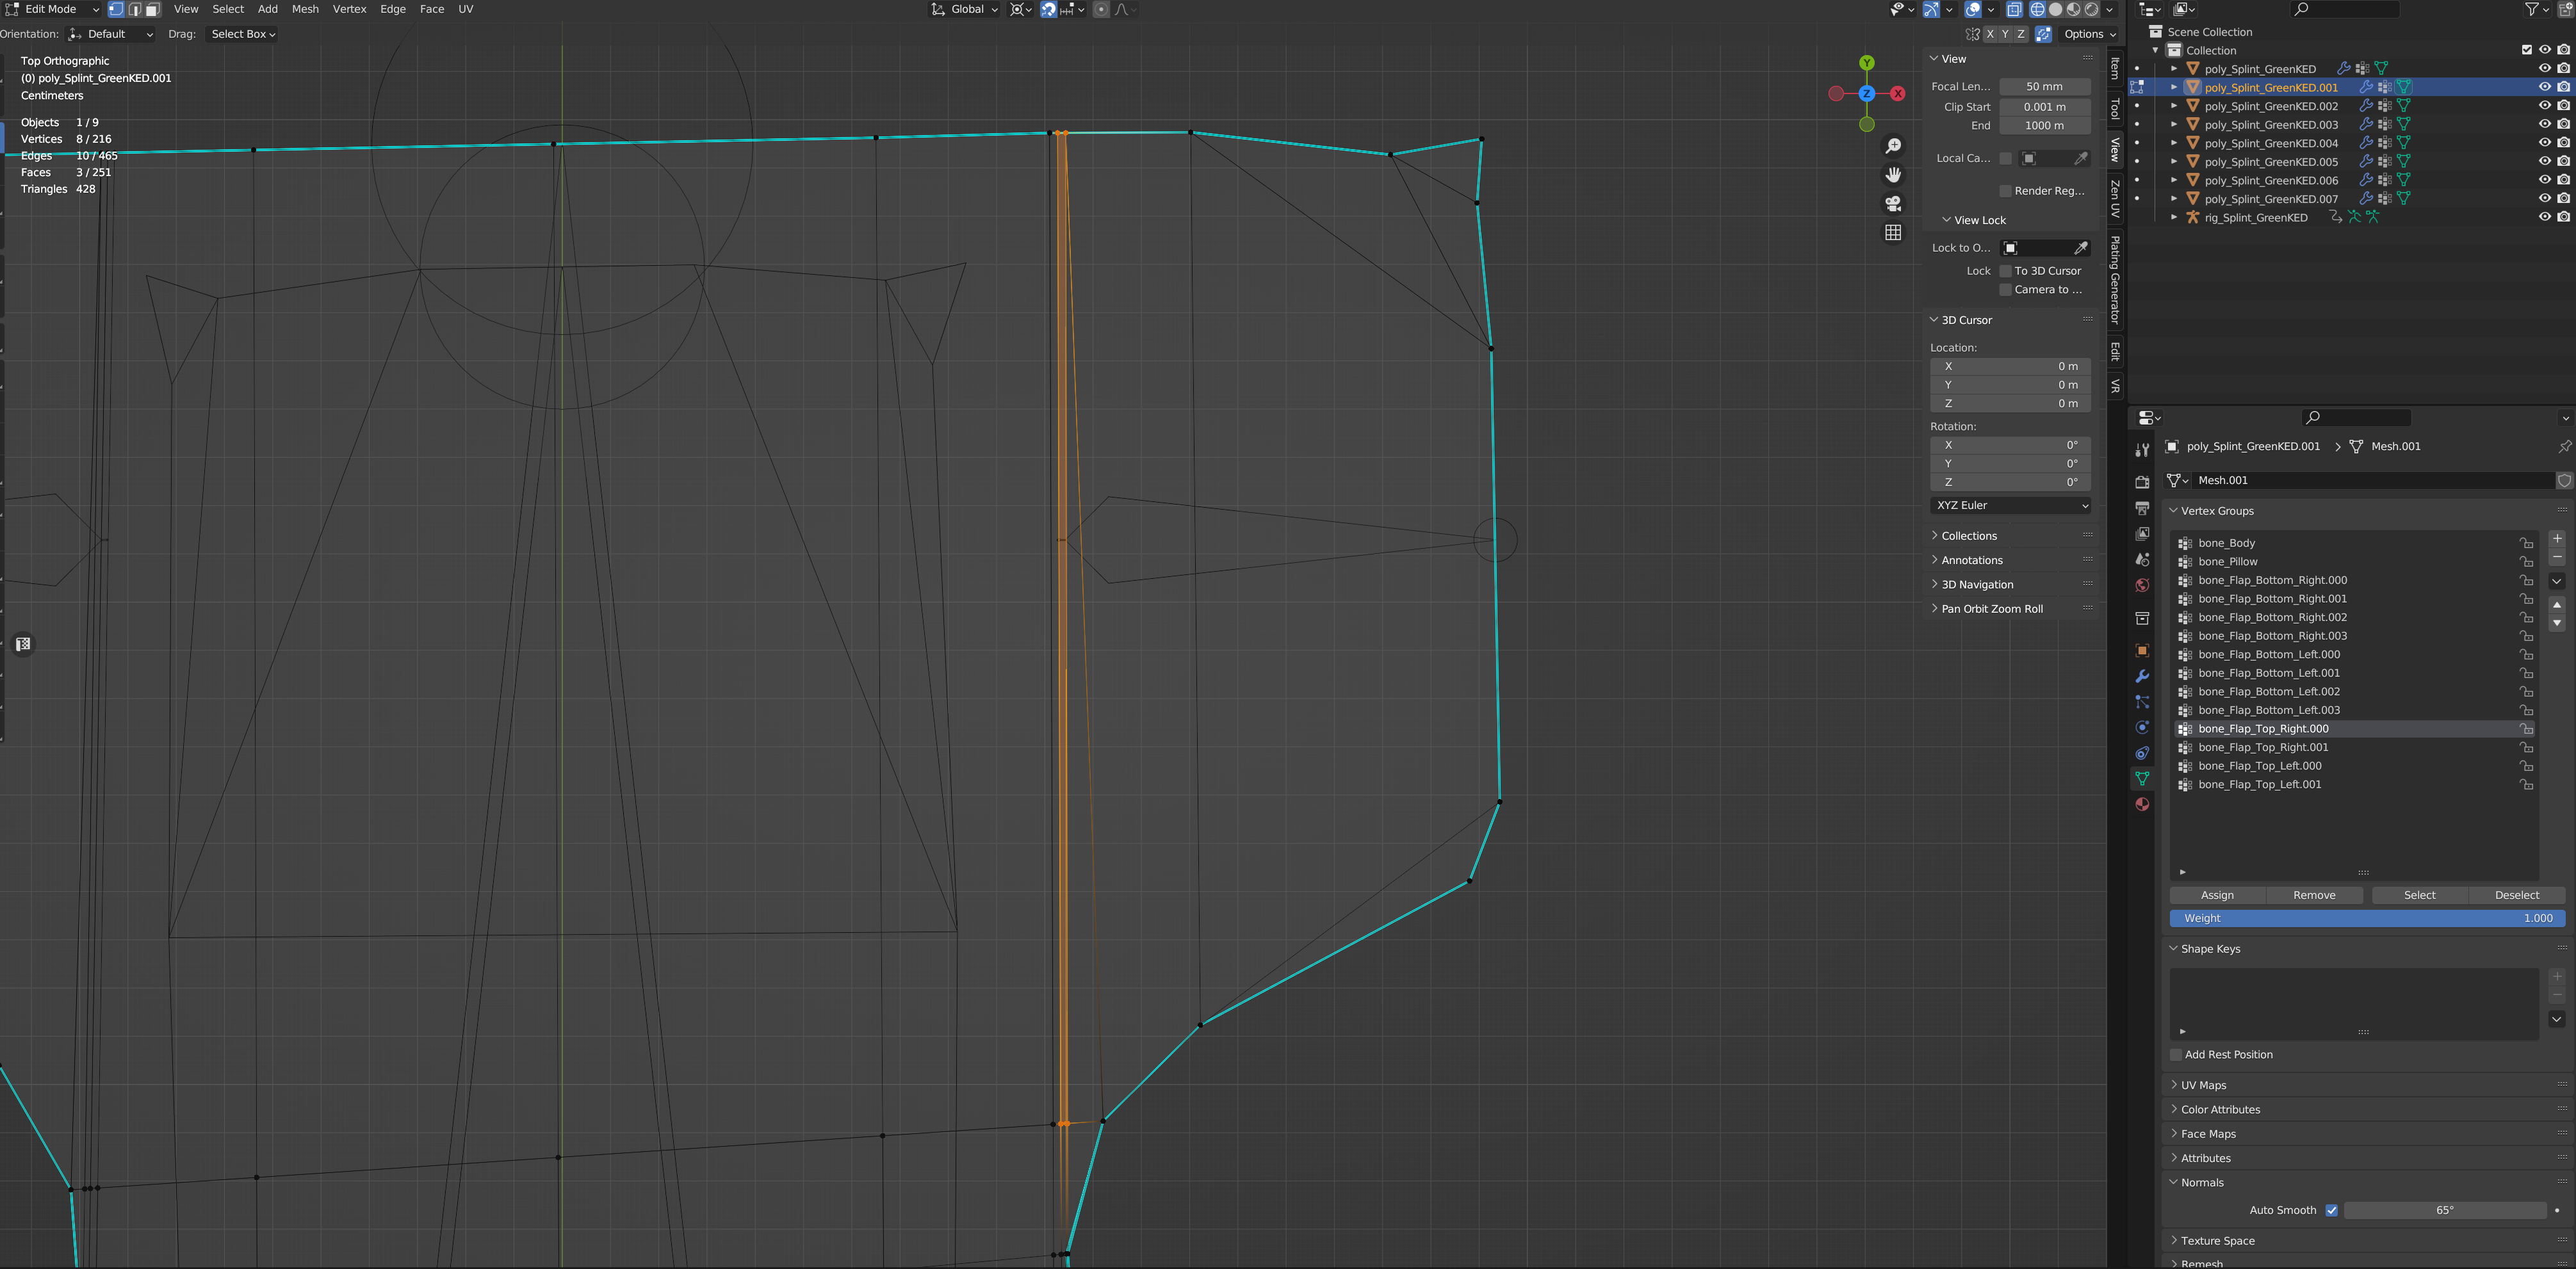 Edit Mode View Select Add Mesh Vertex Edge Face UV Global
Orientation: Default Drag: Select Box X Y Z Options
Top Orthographic
(0) poly_Splint_GreenKED.001
Centimeters
Objects 1 / 9
Vertices 8 / 216
Edges 10 / 465
Faces 3 / 251
Triangles 428
Y
Z X
View
Focal Len... 50 mm
Clip Start 0.001 m
End 1000 m
Local Ca...
Render Reg...
View Lock
Lock to O...
Lock To 3D Cursor
Camera to ...
3D Cursor
Location:
X 0 m
Y 0 m
Z 0 m
Rotation:
X 0°
Y 0°
Z 0°
XYZ Euler
Collections
Annotations
3D Navigation
Pan Orbit Zoom Roll
Item
Tool
View
Zen UV
Plating Generator
Edit
VR
Scene Collection
Collection
poly_Splint_GreenKED
poly_Splint_GreenKED.001
poly_Splint_GreenKED.002
poly_Splint_GreenKED.003
poly_Splint_GreenKED.004
poly_Splint_GreenKED.005
poly_Splint_GreenKED.006
poly_Splint_GreenKED.007
rig_Splint_GreenKED
poly_Splint_GreenKED.001 > Mesh.001
Mesh.001
Vertex Groups
bone_Body
bone_Pillow
bone_Flap_Bottom_Right.000
bone_Flap_Bottom_Right.001
bone_Flap_Bottom_Right.002
bone_Flap_Bottom_Right.003
bone_Flap_Bottom_Left.000
bone_Flap_Bottom_Left.001
bone_Flap_Bottom_Left.002
bone_Flap_Bottom_Left.003
bone_Flap_Top_Right.000
bone_Flap_Top_Right.001
bone_Flap_Top_Left.000
bone_Flap_Top_Left.001
Assign Remove Select Deselect
Weight 1.000
Shape Keys
Add Rest Position
UV Maps
Color Attributes
Face Maps
Attributes
Normals
Auto Smooth 65°
Texture Space
Remesh